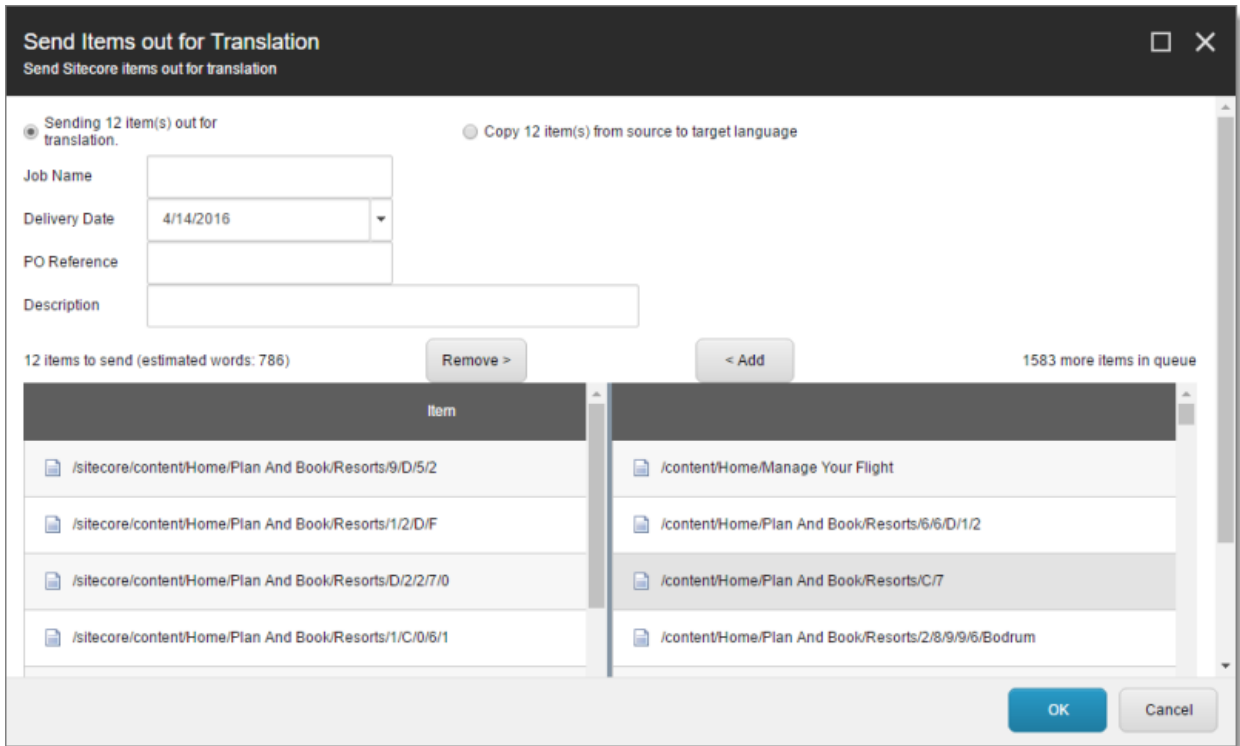 Send Items out for Translation
Send Sitecore items out for translation
Sending 12 item(s) out for
translation.
Copy 12 item(s) from source to target language
Job Name
Delivery Date 4/14/2016
PO Reference
Description
12 items to send (estimated words: 786) Remove > < Add 1583 more items in queue
Item
/sitecore/content/Home/Plan And Book/Resorts/9/D/5/2
/sitecore/content/Home/Plan And Book/Resorts/1/2/D/F
/sitecore/content/Home/Plan And Book/Resorts/D/2/2/7/0
/sitecore/content/Home/Plan And Book/Resorts/1/C/0/6/1
/content/Home/Manage Your Flight
/content/Home/Plan And Book/Resorts/6/6/D/1/2
/content/Home/Plan And Book/Resorts/C/7
/content/Home/Plan And Book/Resorts/2/8/9/9/6/Bodrum
OK Cancel